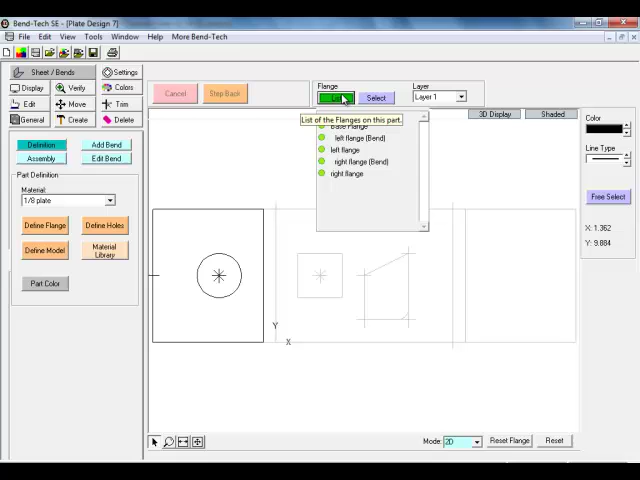 Bend-Tech SE - [Plate Design 7]
File Edit View Tools Window Help More Bend-Tech
Sheet / Bends Settings
Display Verify Colors
Edit Move Trim
General Create Delete
Cancel Step Back
Flange
List Select
Layer
Layer 1
List of the Flanges on this part.
Base Flange
left flange (Bend)
left flange
right flange (Bend)
right flange
3D Display Shaded
Definition Add Bend
Assembly Edit Bend
Part Definition
Material:
1/8 plate
Define Flange Define Holes
Define Model Material Library
Part Color
Y
X
Color
Line Type
Free Select
X: 1.362
Y: 9.884
Mode: 2D Reset Flange Reset